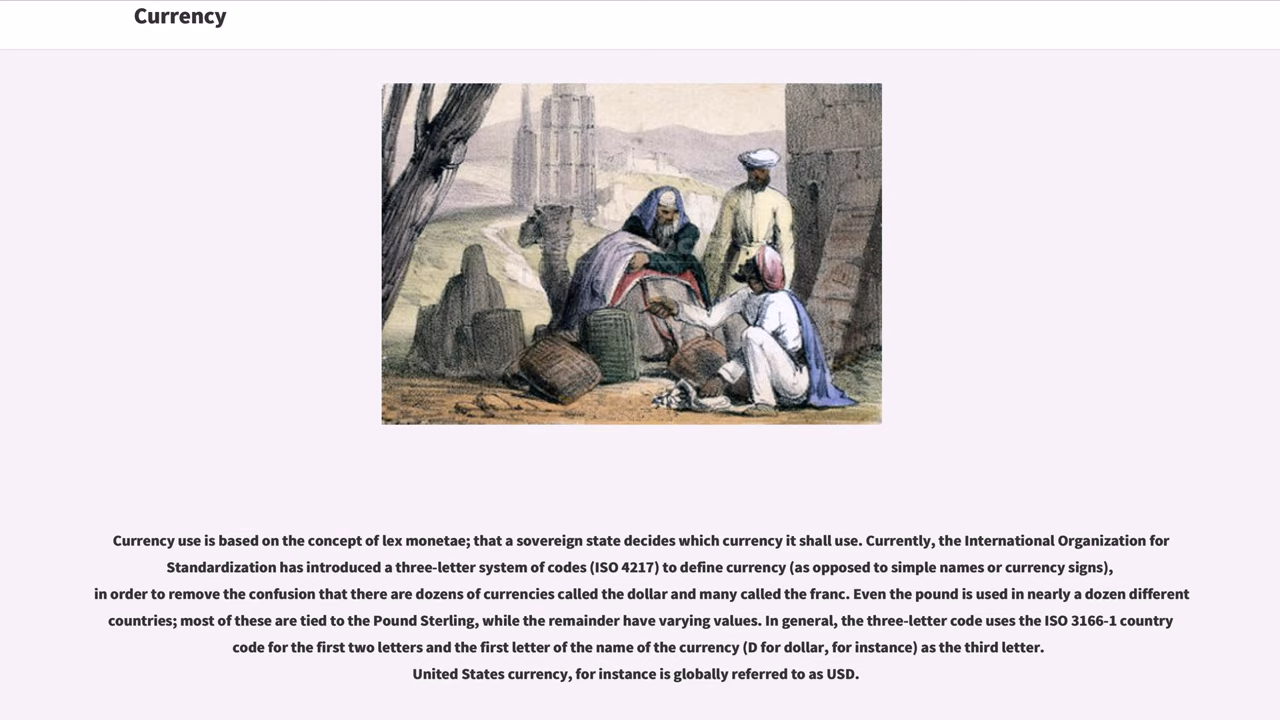 Currency
Currency use is based on the concept of lex monetae; that a sovereign state decides which currency it shall use. Currently, the International Organization for
Standardization has introduced a three-letter system of codes (ISO 4217) to define currency (as opposed to simple names or currency signs),
in order to remove the confusion that there are dozens of currencies called the dollar and many called the franc. Even the pound is used in nearly a dozen different
countries; most of these are tied to the Pound Sterling, while the remainder have varying values. In general, the three-letter code uses the ISO 3166-1 country
code for the first two letters and the first letter of the name of the currency (D for dollar, for instance) as the third letter.
United States currency, for instance is globally referred to as USD.